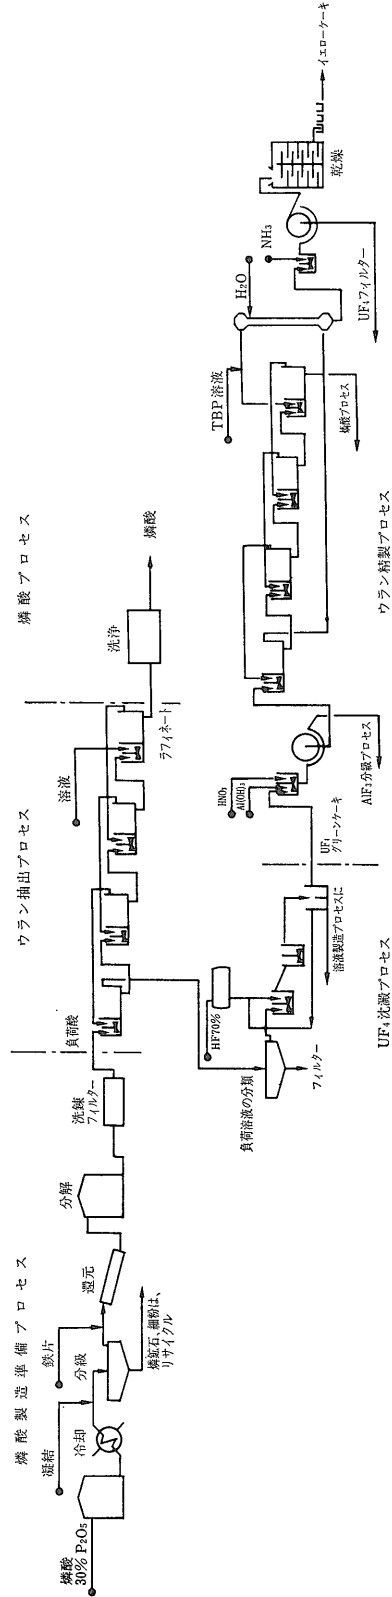 燐酸製造準備プロセス
ウラン抽出プロセス
燐酸プロセス
燐酸
30% P₂O₅
凝結
冷却
鉄片
分級
燐鉱石、細粉は、
リサイクル
還元
分解
洗錬
フィルター
負荷酸
溶液
ラフィネート
洗浄
燐酸
UF₄沈澱プロセス
ウラン精製プロセス
負荷溶液の分類
フィルター
HF70%
溶液製造プロセスに
UF₄
グリーンケーキ
HNO₃
Al(OH)₃
AlF₃分級プロセス
TBP溶液
燐酸プロセス
H₂O
NH₃
UF₄フィルター
乾燥
イエローケーキ